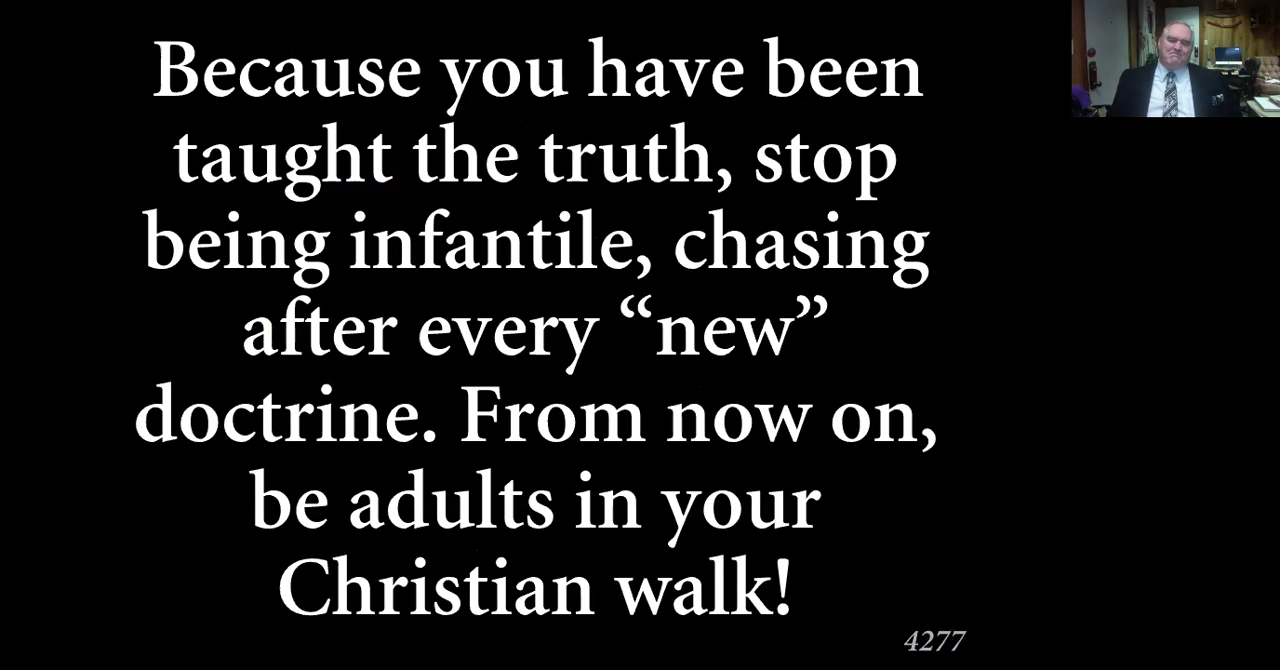 Because you have been
taught the truth, stop
being infantile, chasing
after every “new”
doctrine. From now on,
be adults in your
Christian walk!
4277